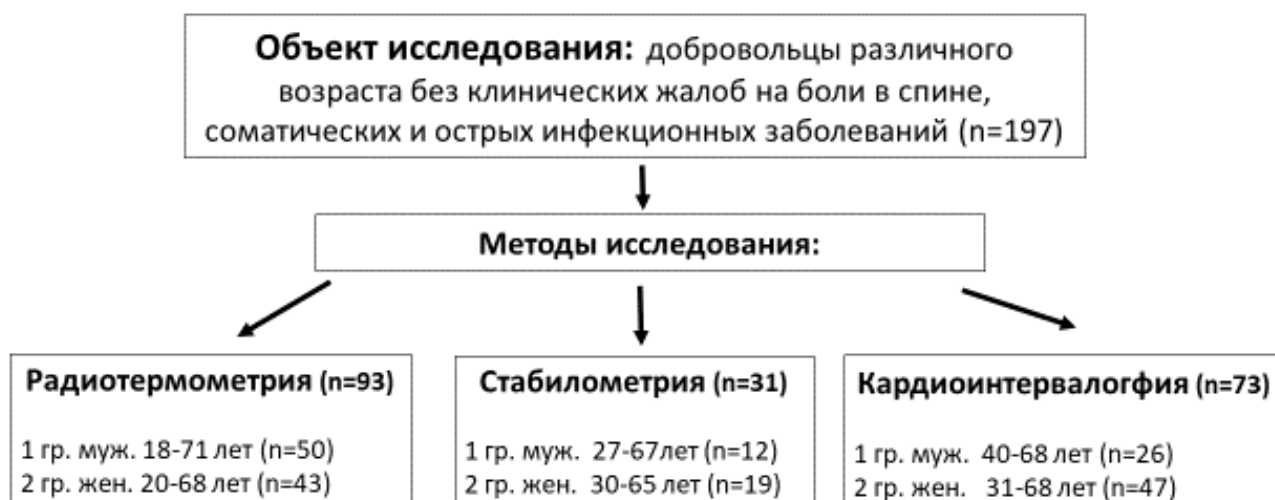 Объект исследования: добровольцы различного
возраста без клинических жалоб на боли в спине,
соматических и острых инфекционных заболеваний (n=197)
Методы исследования:
Радиотермометрия (n=93)
1 гр. муж. 18-71 лет (n=50)
2 гр. жен. 20-68 лет (n=43)
Стабилометрия (n=31)
1 гр. муж. 27-67лет (n=12)
2 гр. жен. 30-65 лет (n=19)
Кардиоинтервалогфия (n=73)
1 гр. муж. 40-68 лет (n=26)
2 гр. жен. 31-68 лет (n=47)